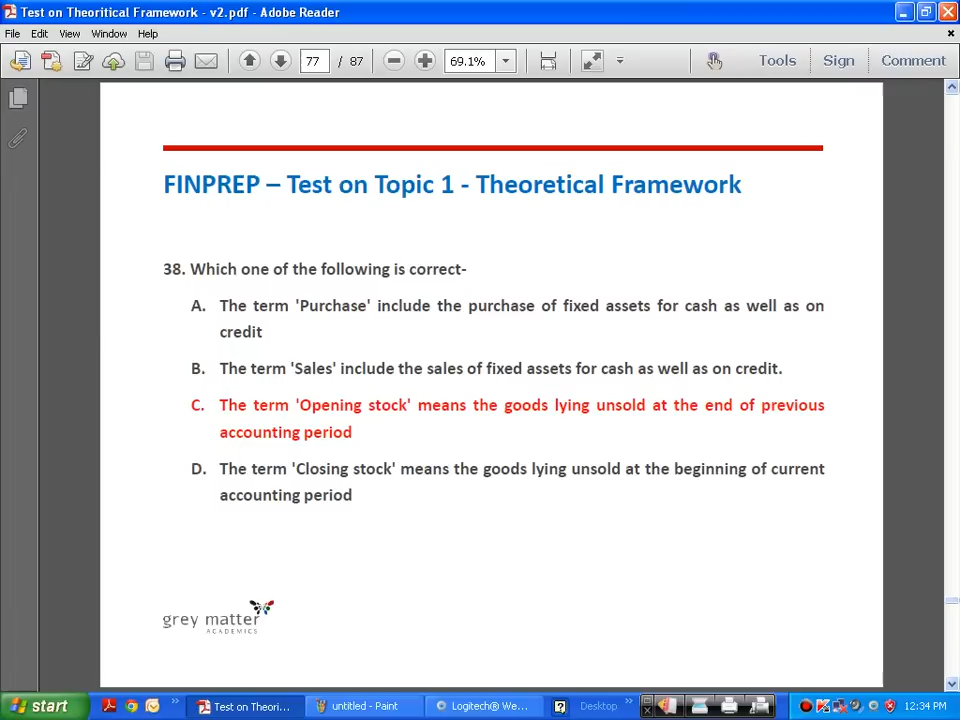 Test on Theoritical Framework - v2.pdf - Adobe Reader
File Edit View Window Help
77 / 87 69.1% Tools Sign Comment
FINPREP – Test on Topic 1 - Theoretical Framework
38. Which one of the following is correct-
A. The term 'Purchase' include the purchase of fixed assets for cash as well as on
credit
B. The term 'Sales' include the sales of fixed assets for cash as well as on credit.
C. The term 'Opening stock' means the goods lying unsold at the end of previous
accounting period
D. The term 'Closing stock' means the goods lying unsold at the beginning of current
accounting period
grey matter
ACADEMICS
start Test on Theori... untitled - Paint Logitech® We... Desktop 12:34 PM